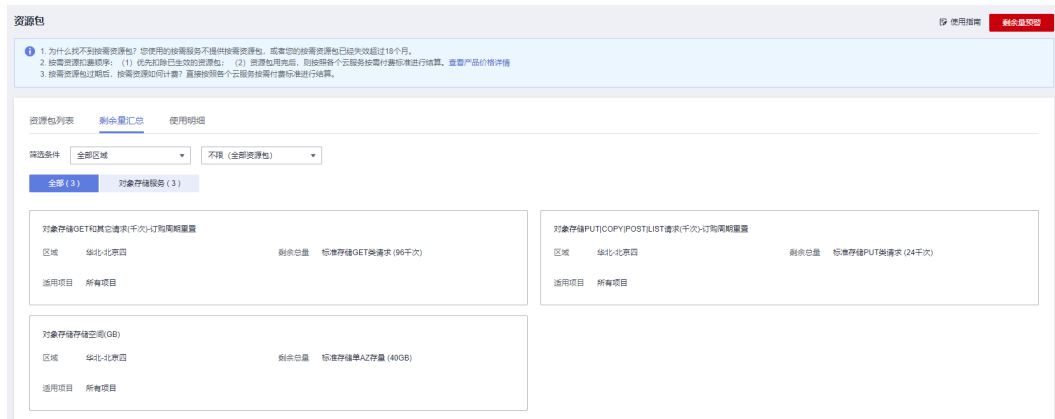 资源包
使用指南 剩余量预警
1. 为什么找不到按需资源包？您使用的按需服务不提供按需资源包，或者您的按需资源包已经失效超过18个月。
2. 按需资源扣费顺序：（1）优先扣除已生效的资源包；（2）资源包用完后，则按照各个云服务按需付费标准进行结算。查看产品价格详情
3. 按需资源包过期后，按需资源如何计费？直接按照各个云服务按需付费标准进行结算。
资源包列表 剩余量汇总 使用明细
筛选条件 全部区域 不限（全部资源包）
全部（3） 对象存储服务（3）
对象存储GET和其它请求(千次)-订购周期重置
区域 华北-北京四 剩余总量 标准存储GET类请求 (96千次)
适用项目 所有项目
对象存储PUT|COPY|POST|LIST请求(千次)-订购周期重置
区域 华北-北京四 剩余总量 标准存储PUT类请求 (24千次)
适用项目 所有项目
对象存储存储空间(GB)
区域 华北-北京四 剩余总量 标准存储单AZ存量 (40GB)
适用项目 所有项目